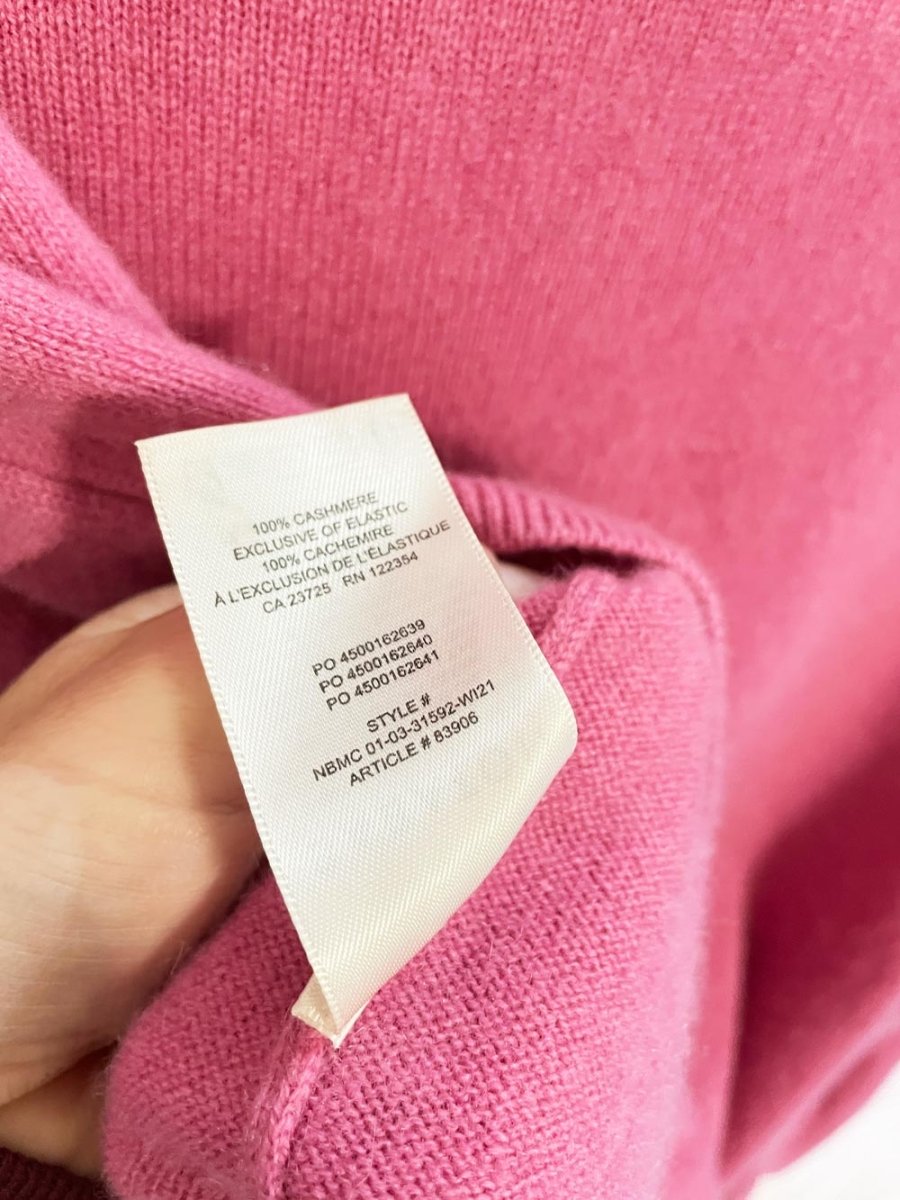 100% CASHMERE
EXCLUSIVE OF ELASTIC
100% CACHEMIRE
À L'EXCLUSION DE L'ÉLASTIQUE
CA 23725 RN 122354
PO 4500162639
PO 4500162640
PO 4500162641
STYLE #
NBMC 01-03-31592-WI21
ARTICLE # 83906